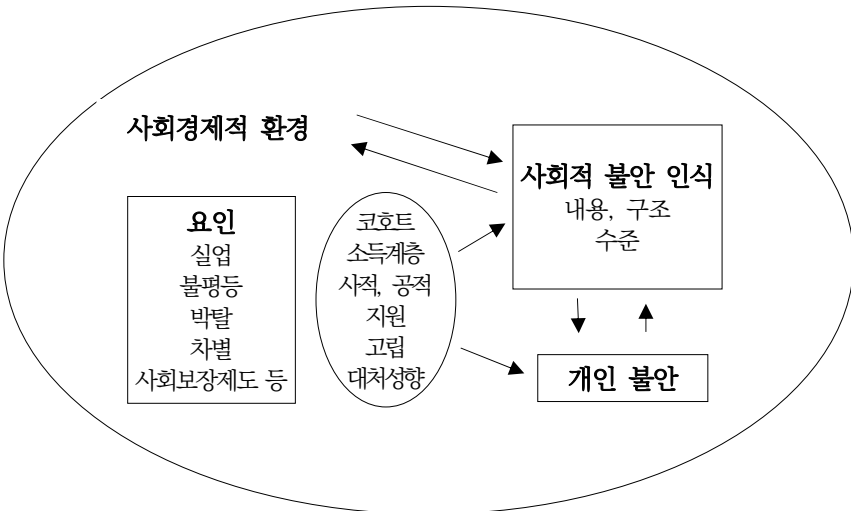 사회경제적 환경
요인
실업
불평등
박탈
차별
사회보장제도 등
코호트
소득계층
사적, 공적
지원
고립
대처성향
사회적 불안 인식
내용, 구조
수준
개인 불안